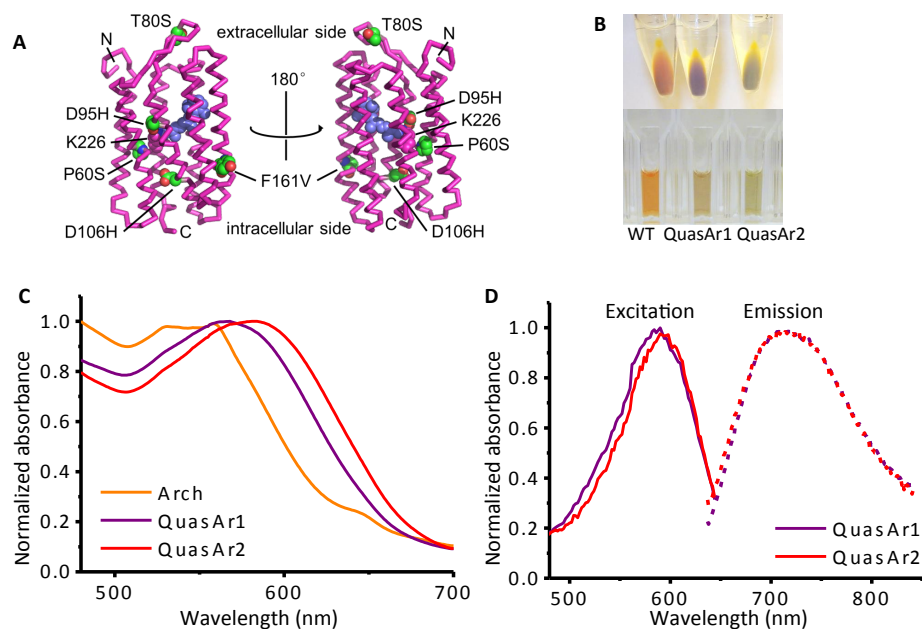 A
T80S
extracellular side
T80S
N
N
180°
D95H
D95H
K226
K226
P60S
P60S
F161V
D106H
C
intracellular side
C
D106H
B
WT QuasAr1 QuasAr2
C
Normalized absorbance
1.0
0.8
0.6
0.4
0.2
0.0
Arch
QuasAr1
QuasAr2
500 600 700
Wavelength (nm)
D
Excitation Emission
Normalized absorbance
1.0
0.8
0.6
0.4
0.2
0.0
QuasAr1
QuasAr2
500 600 700 800
Wavelength (nm)